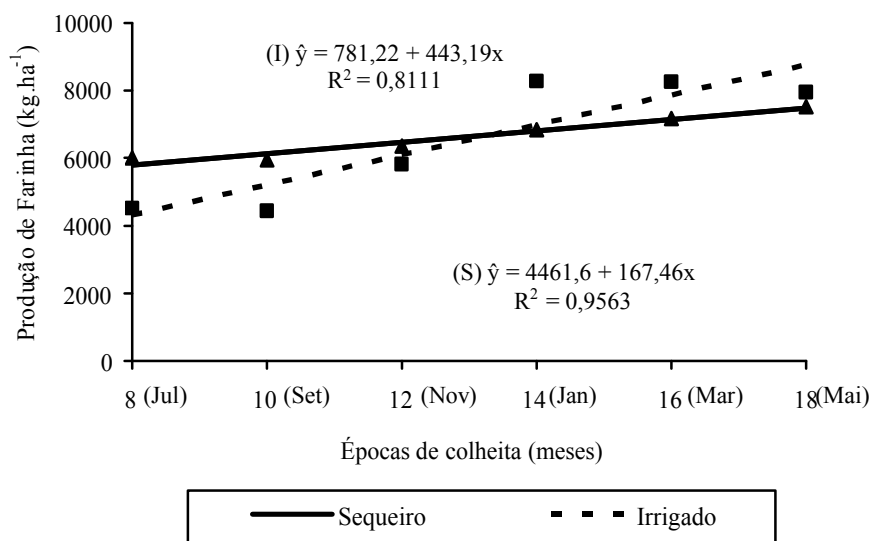 10000
(I) ŷ = 781,22 + 443,19x
R² = 0,8111
8000
6000
4000
(S) ŷ = 4461,6 + 167,46x
R² = 0,9563
2000
0
Produção de Farinha (kg.ha⁻¹)
8 (Jul) 10 (Set) 12 (Nov) 14 (Jan) 16 (Mar) 18 (Mai)
Épocas de colheita (meses)
Sequeiro Irrigado